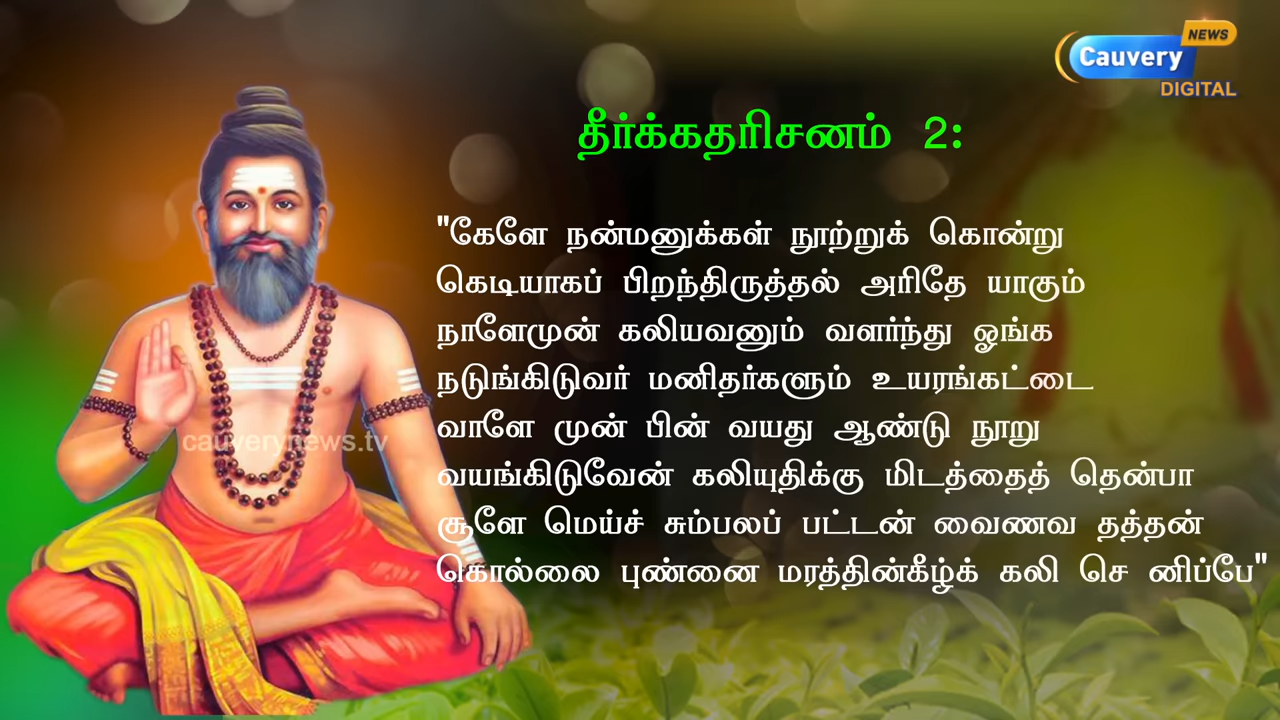 Cauvery NEWS
DIGITAL
தீர்க்கதரிசனம் 2:
"கேளே நன்மனுக்கள் நூற்றுக் கொன்று
கெடியாகப் பிறந்திருத்தல் அரிதே யாகும்
நாளேமுன் கலியவனும் வளர்ந்து ஓங்க
நடுங்கிடுவர் மனிதர்களும் உயரங்கட்டை
வாளே முன் பின் வயது ஆண்டு நூறு
வயங்கிடுவேன் கலியுதிக்கு மிடத்தைத் தென்பா
சூளே மெய்ச் சும்பலப் பட்டன் வைணவ தத்தன்
கொல்லை புண்னை மரத்தின்கீழ்க் கலி செ னிப்பே"
cauverynews.tv